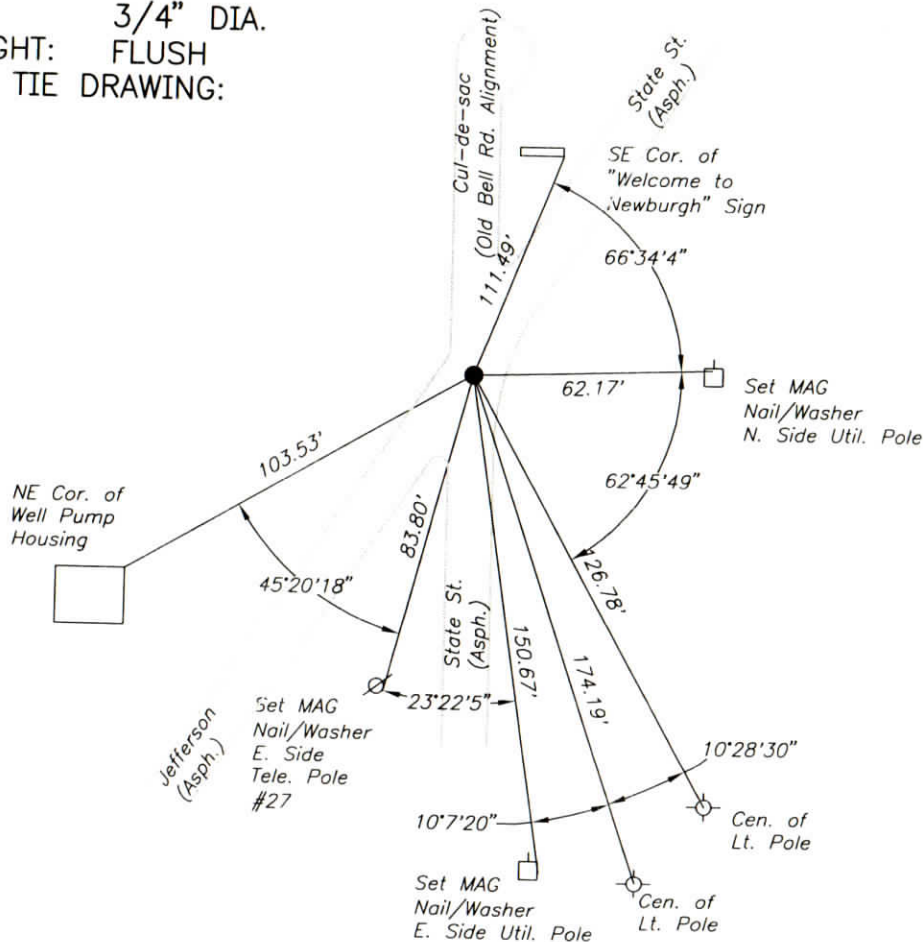 3/4" DIA.
GHT: FLUSH
TIE DRAWING:
Cul-de-sac
(Old Bell Rd. Alignment)
State St.
(Asph.)
SE Cor. of
"Welcome to
Newburgh" Sign
111.49'
66°34'4"
62.17'
Set MAG
Nail/Washer
N. Side Util. Pole
103.53'
62°45'49"
NE Cor. of
Well Pump
Housing
83.80'
45°20'18"
126.78'
State St.
(Asph.)
150.67'
174.19'
23°22'5"
Jefferson
(Asph.)
Set MAG
Nail/Washer
E. Side
Tele. Pole
#27
10°28'30"
10°7'20"
Cen. of
Lt. Pole
Set MAG
Nail/Washer
E. Side Util. Pole
Cen. of
Lt. Pole